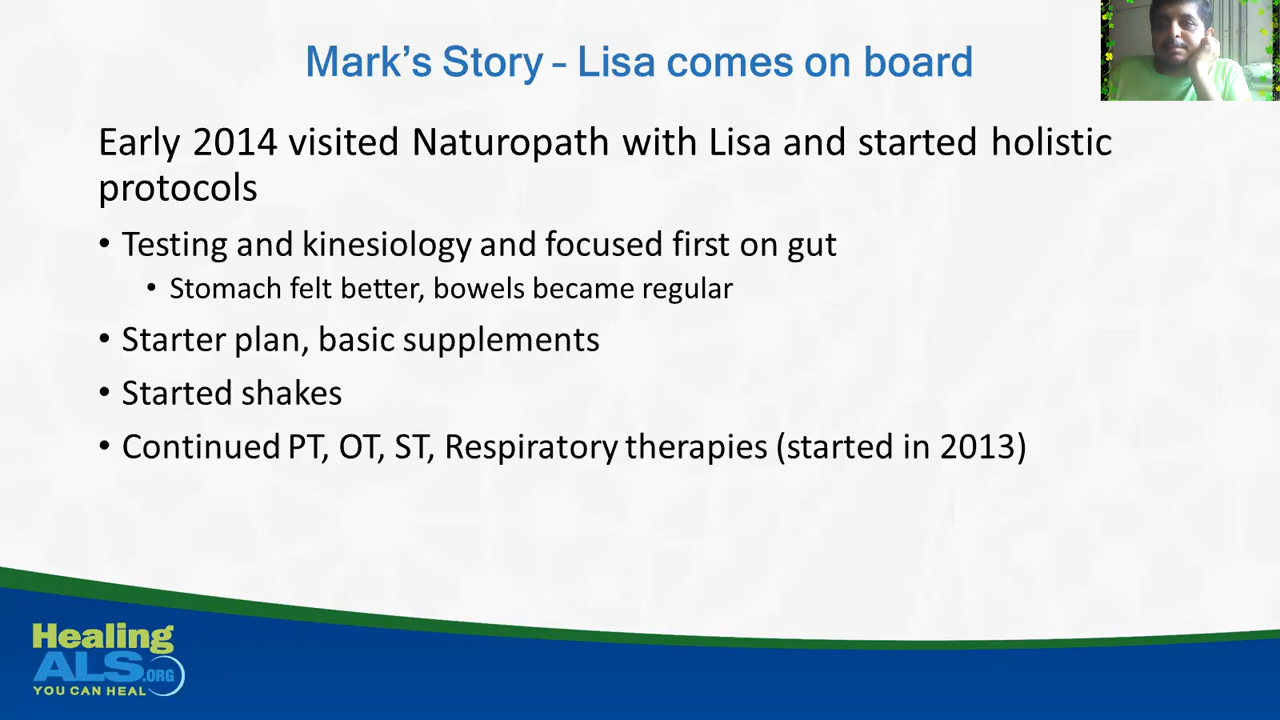 Mark's Story - Lisa comes on board
Early 2014 visited Naturopath with Lisa and started holistic
protocols
• Testing and kinesiology and focused first on gut
• Stomach felt better, bowels became regular
• Starter plan, basic supplements
• Started shakes
• Continued PT, OT, ST, Respiratory therapies (started in 2013)
Healing
ALS.ORG
YOU CAN HEAL